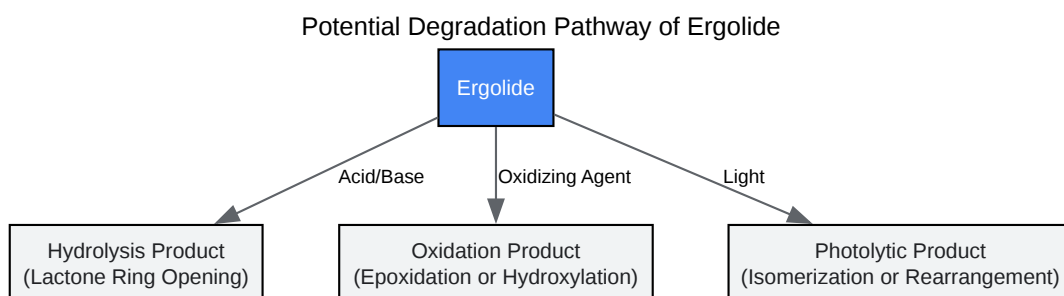 Potential Degradation Pathway of Ergolide
Ergolide
Acid/Base
Oxidizing Agent
Light
Hydrolysis Product
(Lactone Ring Opening)
Oxidation Product
(Epoxidation or Hydroxylation)
Photolytic Product
(Isomerization or Rearrangement)